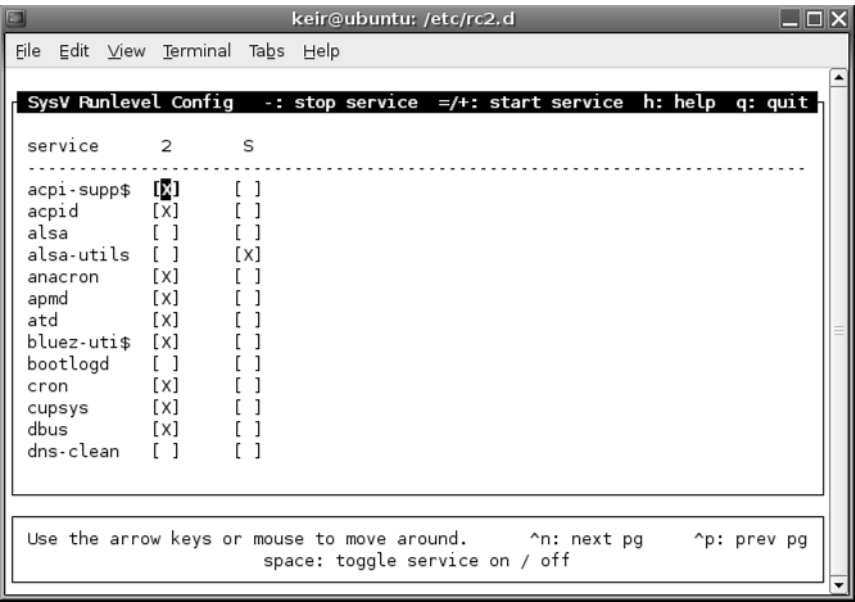 keir@ubuntu: /etc/rc2.d
File Edit View Terminal Tabs Help
SysV Runlevel Config -: stop service =/+: start service h: help q: quit
service 2 S
--------------------------------------------------------------------------
acpi-supp$ [X] [ ]
acpid [X] [ ]
alsa [ ] [ ]
alsa-utils [ ] [X]
anacron [X] [ ]
apmd [X] [ ]
atd [X] [ ]
bluez-uti$ [X] [ ]
bootlogd [ ] [ ]
cron [X] [ ]
cupsys [X] [ ]
dbus [X] [ ]
dns-clean [ ] [ ]
Use the arrow keys or mouse to move around. ^n: next pg ^p: prev pg
space: toggle service on / off